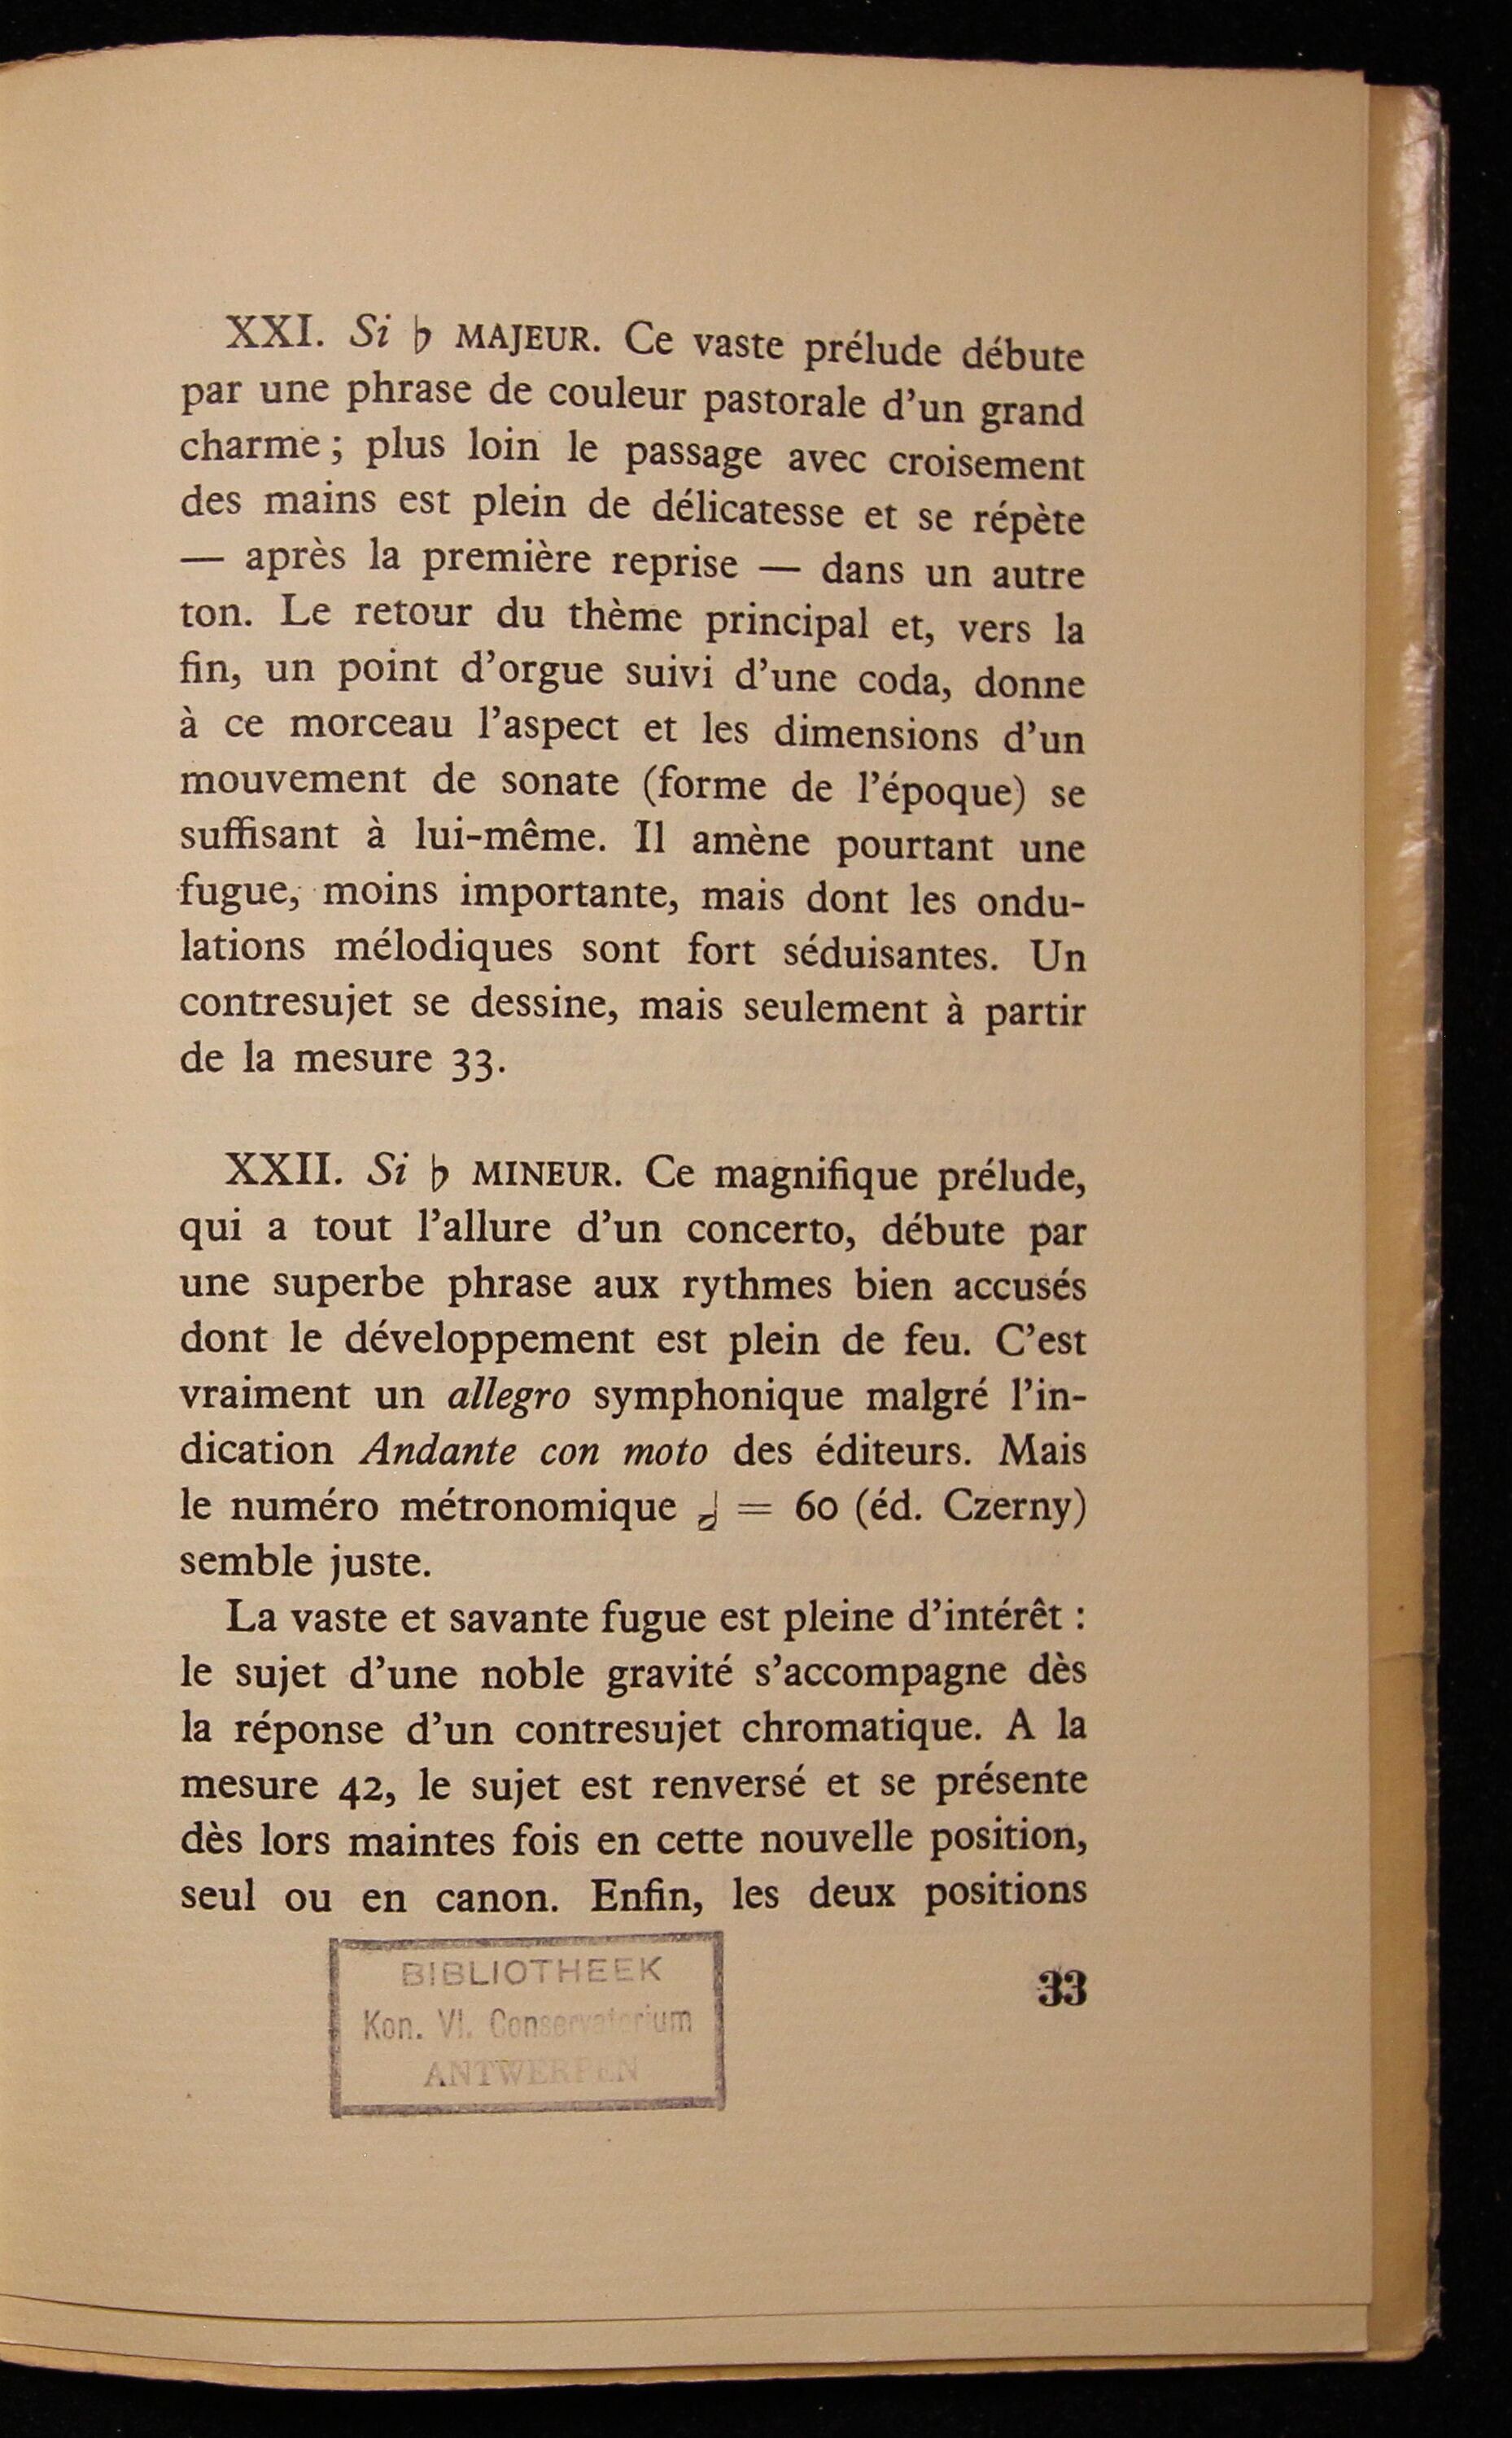 XXI. Si ♭ MAJEUR. Ce vaste prélude débute
par une phrase de couleur pastorale d’un grand
charme ; plus loin le passage avec croisement
des mains est plein de délicatesse et se répète
— après la première reprise — dans un autre
ton. Le retour du thème principal et, vers la
fin, un point d’orgue suivi d’une coda, donne
à ce morceau l’aspect et les dimensions d’un
mouvement de sonate (forme de l’époque) se
suffisant à lui-même. Il amène pourtant une
fugue, moins importante, mais dont les ondu-
lations mélodiques sont fort séduisantes. Un
contresujet se dessine, mais seulement à partir
de la mesure 33.
XXII. Si ♭ MINEUR. Ce magnifique prélude,
qui a tout l’allure d’un concerto, débute par
une superbe phrase aux rythmes bien accusés
dont le développement est plein de feu. C’est
vraiment un allegro symphonique malgré l’in-
dication Andante con moto des éditeurs. Mais
le numéro métronomique 𝅗𝅥 = 60 (éd. Czerny)
semble juste.
La vaste et savante fugue est pleine d’intérêt :
le sujet d’une noble gravité s’accompagne dès
la réponse d’un contresujet chromatique. A la
mesure 42, le sujet est renversé et se présente
dès lors maintes fois en cette nouvelle position,
seul ou en canon. Enfin, les deux positions
33
BIBLIOTHEEK
Kon. Vl. Conservatorium
ANTWERPEN